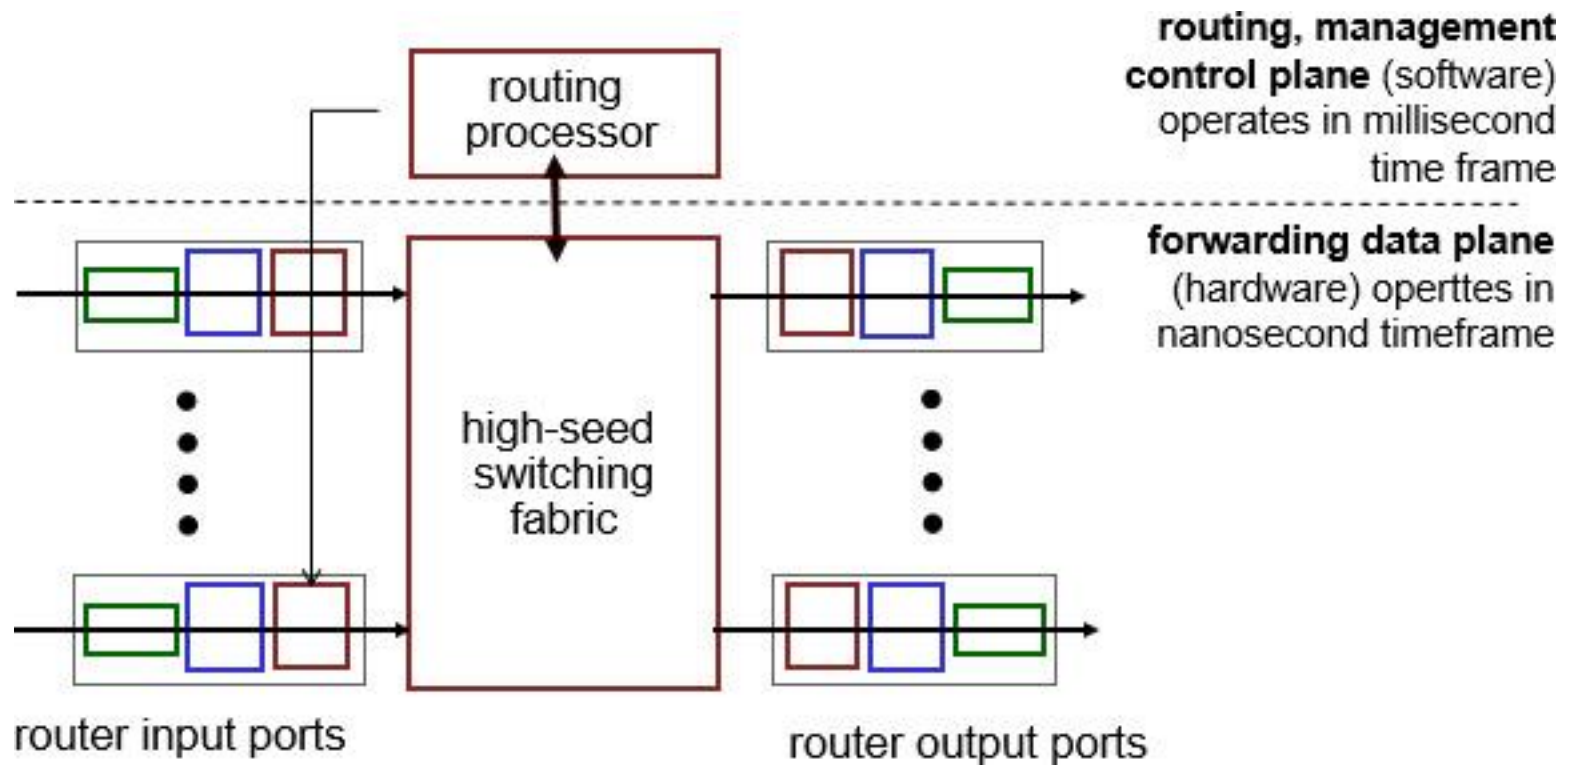 routing, management
control plane (software)
operates in millisecond
time frame
routing
processor
forwarding data plane
(hardware) operttes in
nanosecond timeframe
high-seed
switching
fabric
router input ports
router output ports